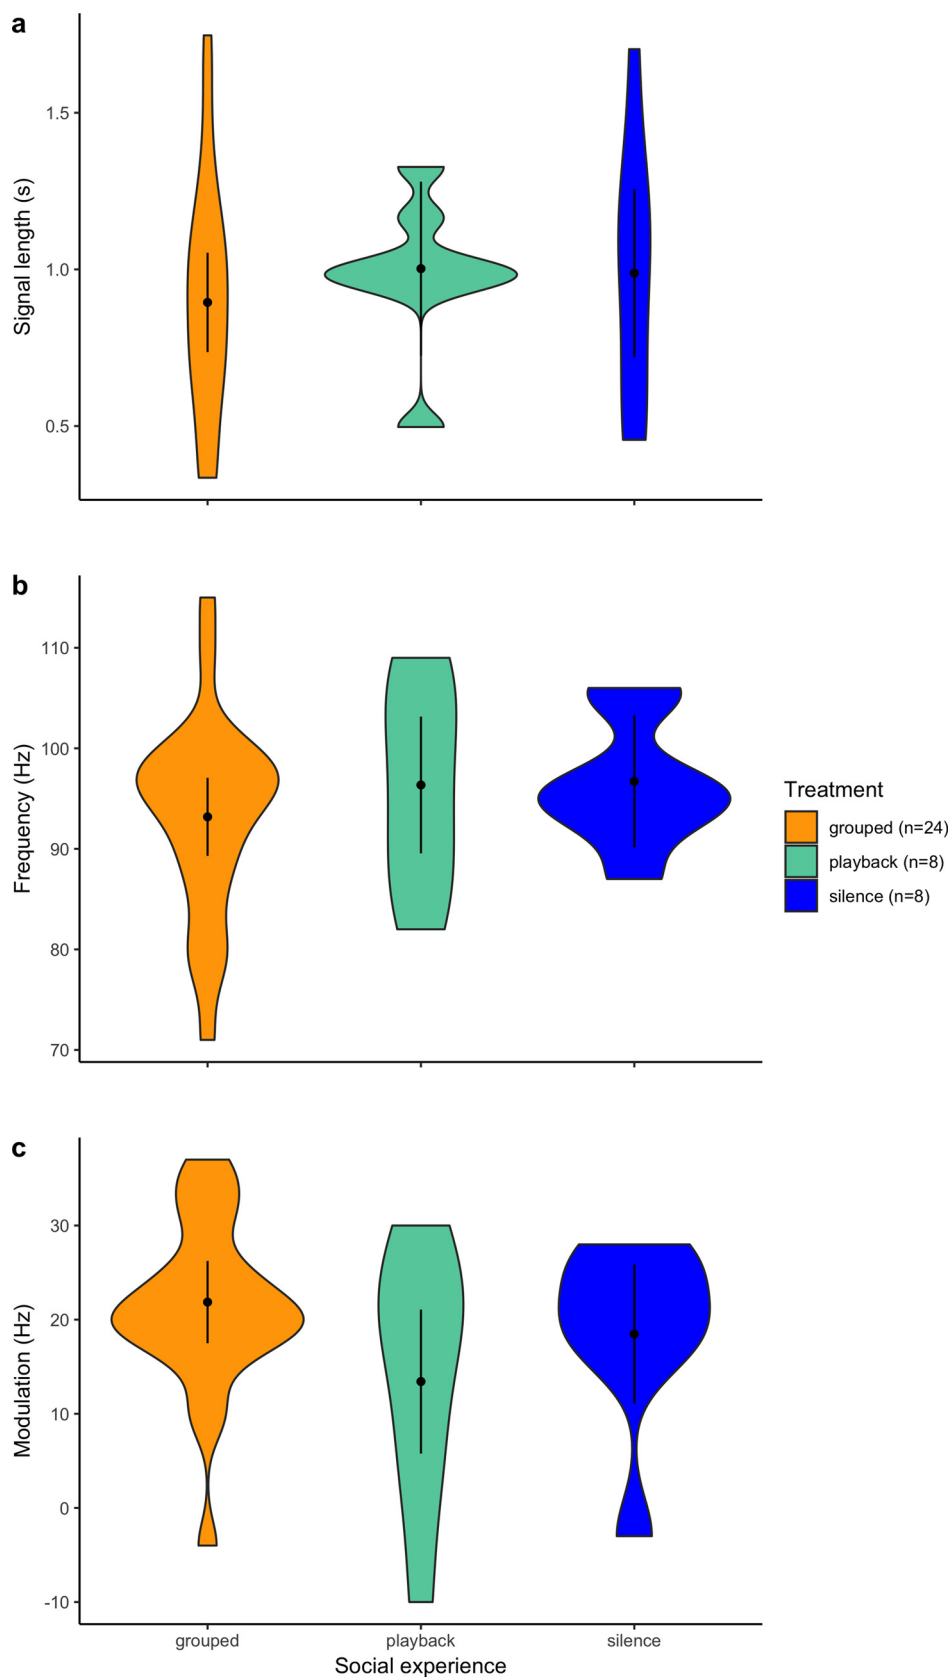 a
1.5
1.0
0.5
Signal length (s)
b
110
100
90
80
70
Frequency (Hz)
Treatment
grouped (n=24)
playback (n=8)
silence (n=8)
c
30
20
10
0
-10
Modulation (Hz)
grouped playback silence
Social experience